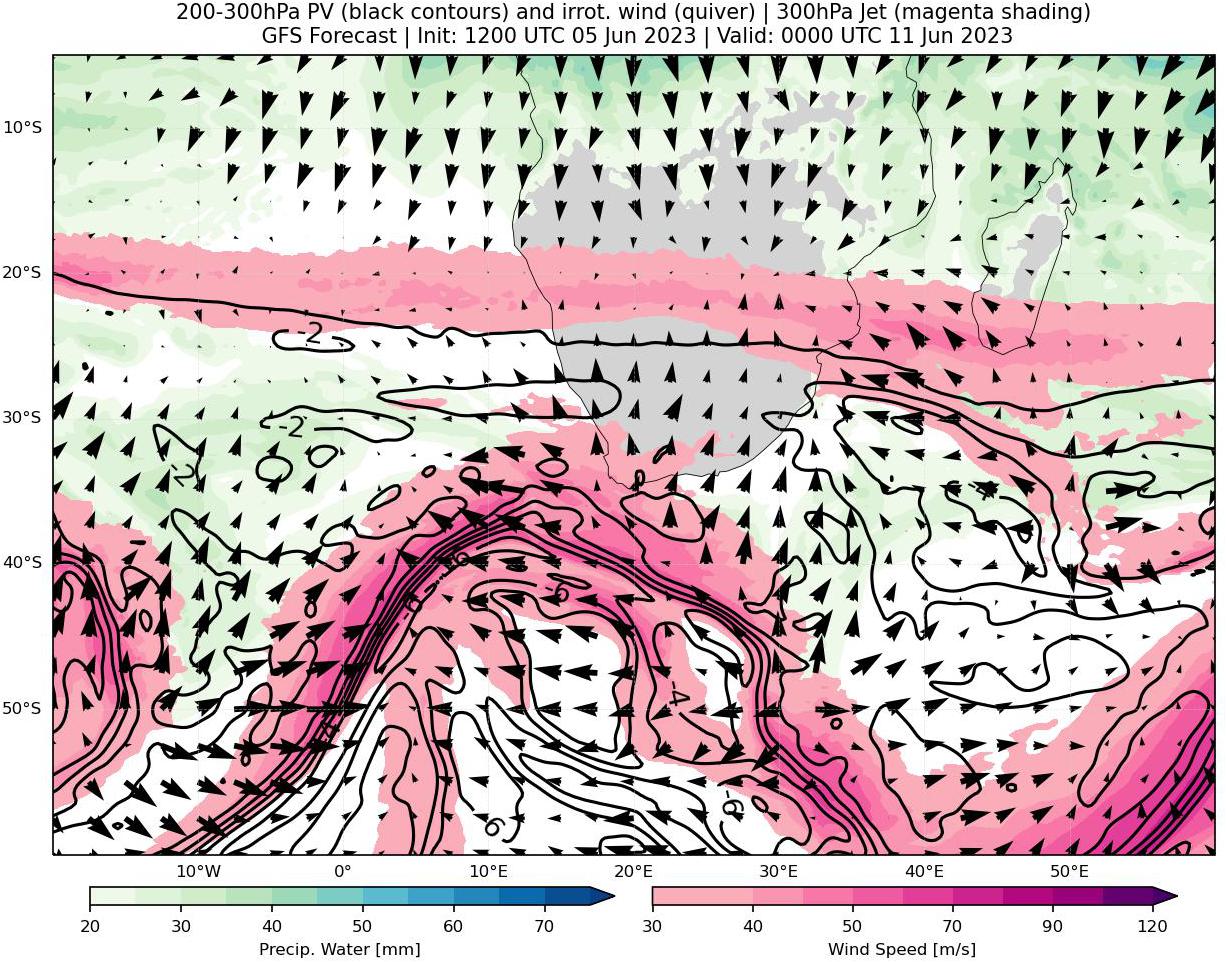 200-300hPa PV (black contours) and irrot. wind (quiver) | 300hPa Jet (magenta shading)
GFS Forecast | Init: 1200 UTC 05 Jun 2023 | Valid: 0000 UTC 11 Jun 2023
10°S
20°S
-2
30°S
-2
-2
40°S
-6
-4
50°S
-6
6
10°W 0° 10°E 20°E 30°E 40°E 50°E
20 30 40 50 60 70
30 40 50 70 90 120
Precip. Water [mm]
Wind Speed [m/s]